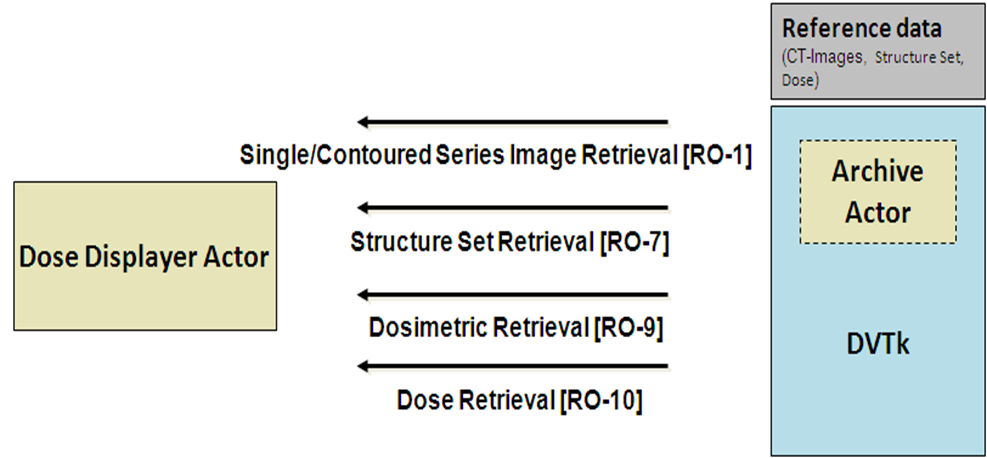 Reference data
(CT-Images, Structure Set,
Dose)
Single/Contoured Series Image Retrieval [RO-1]
Archive
Actor
Structure Set Retrieval [RO-7]
Dose Displayer Actor
Dosimetric Retrieval [RO-9]
DVTk
Dose Retrieval [RO-10]